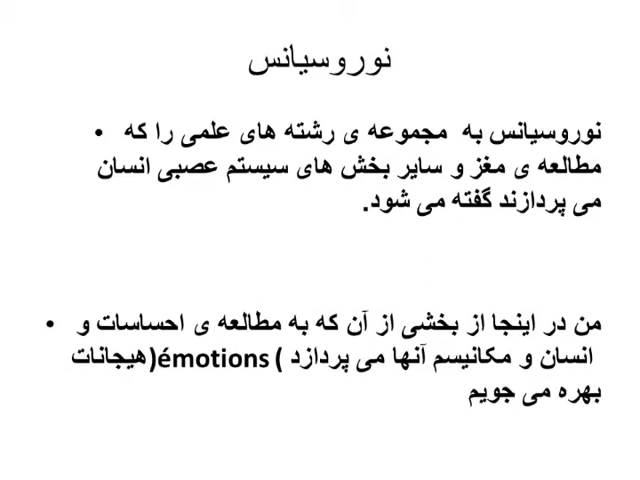 نوروسیانس
• نوروسیانس به مجموعه ی رشته های علمی را که
مطالعه ی مغز و سایر بخش های سیستم عصبی انسان
می پردازند گفته می شود.
• من در اینجا از بخشی از آن که به مطالعه ی احساسات و
هیجانات)émotions ( انسان و مکانیسم آنها می پردازد
بهره می جویم